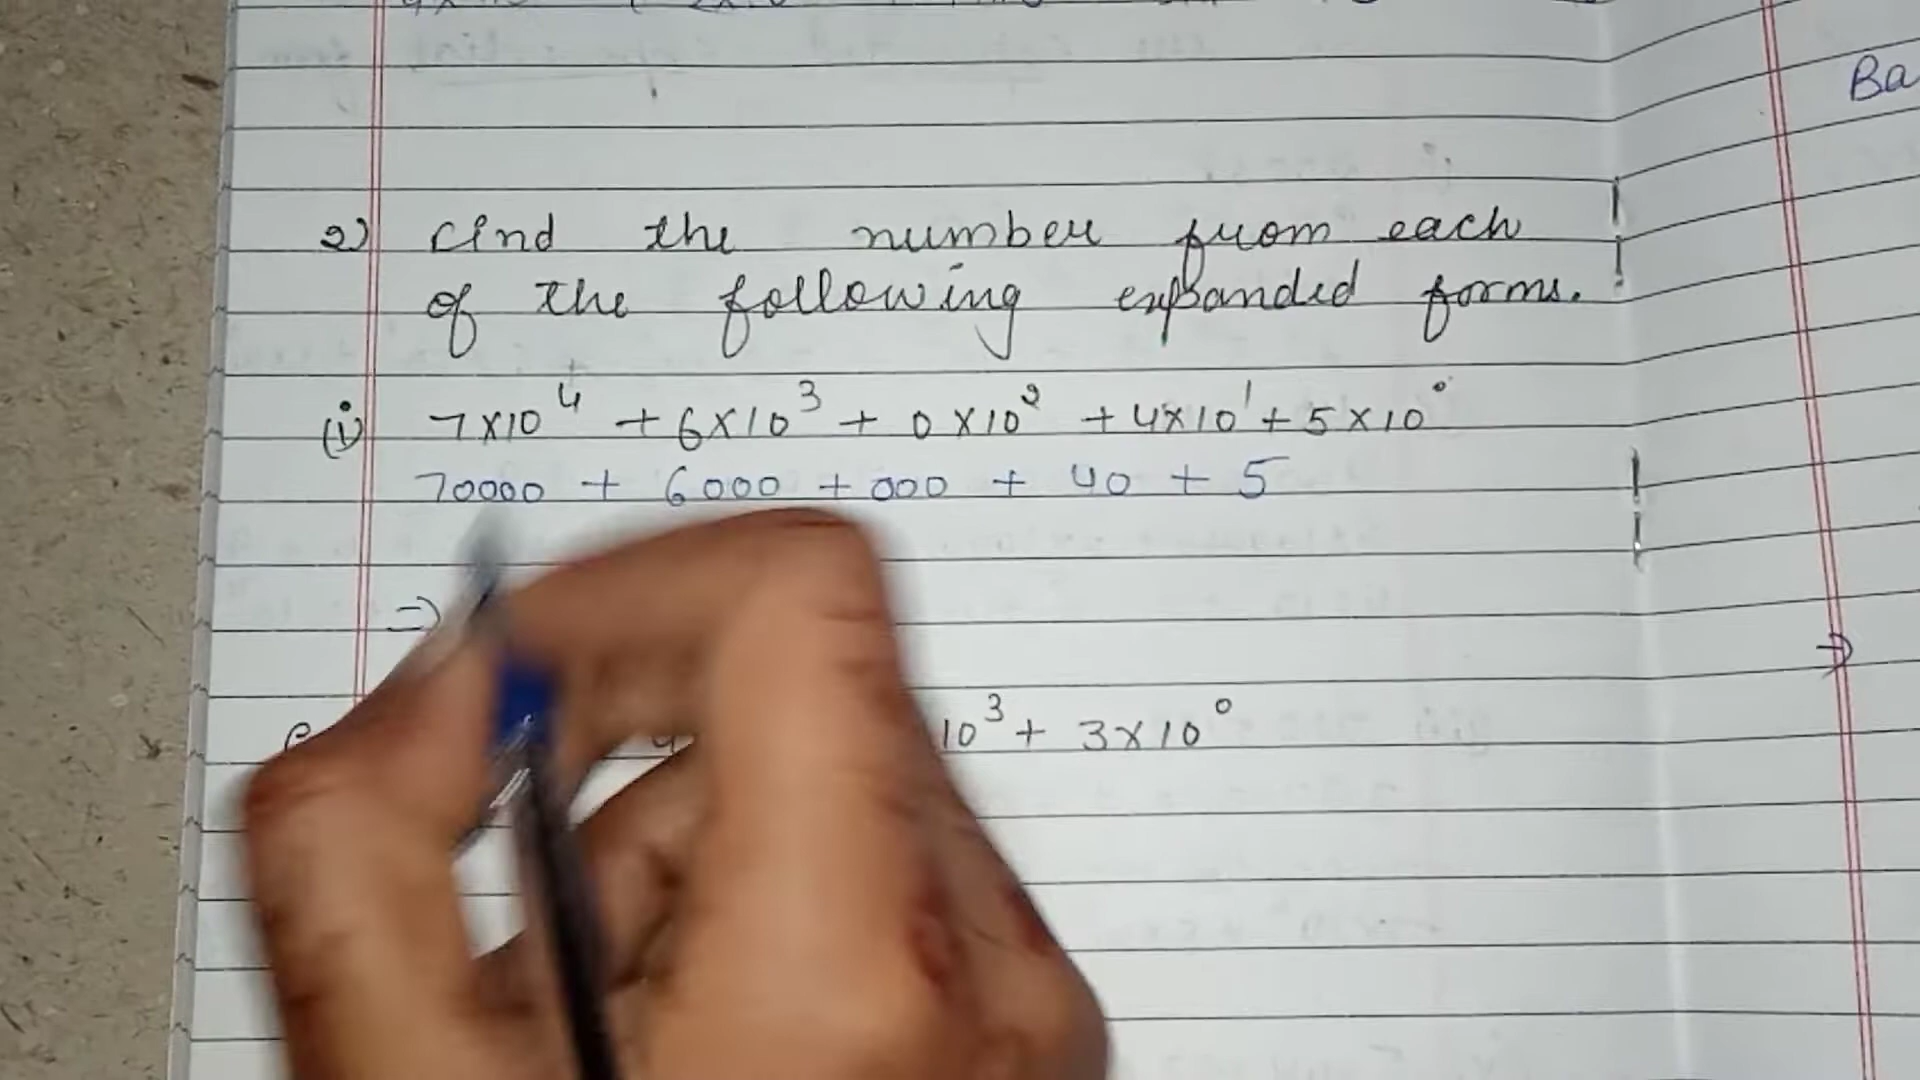 Ba
2) Find the number from each
of the following expanded forms.
(i) 7×10⁴ + 6×10³ + 0×10² + 4×10¹ + 5×10⁰
70000 + 6000 + 000 + 40 + 5
⇒
10³ + 3×10⁰